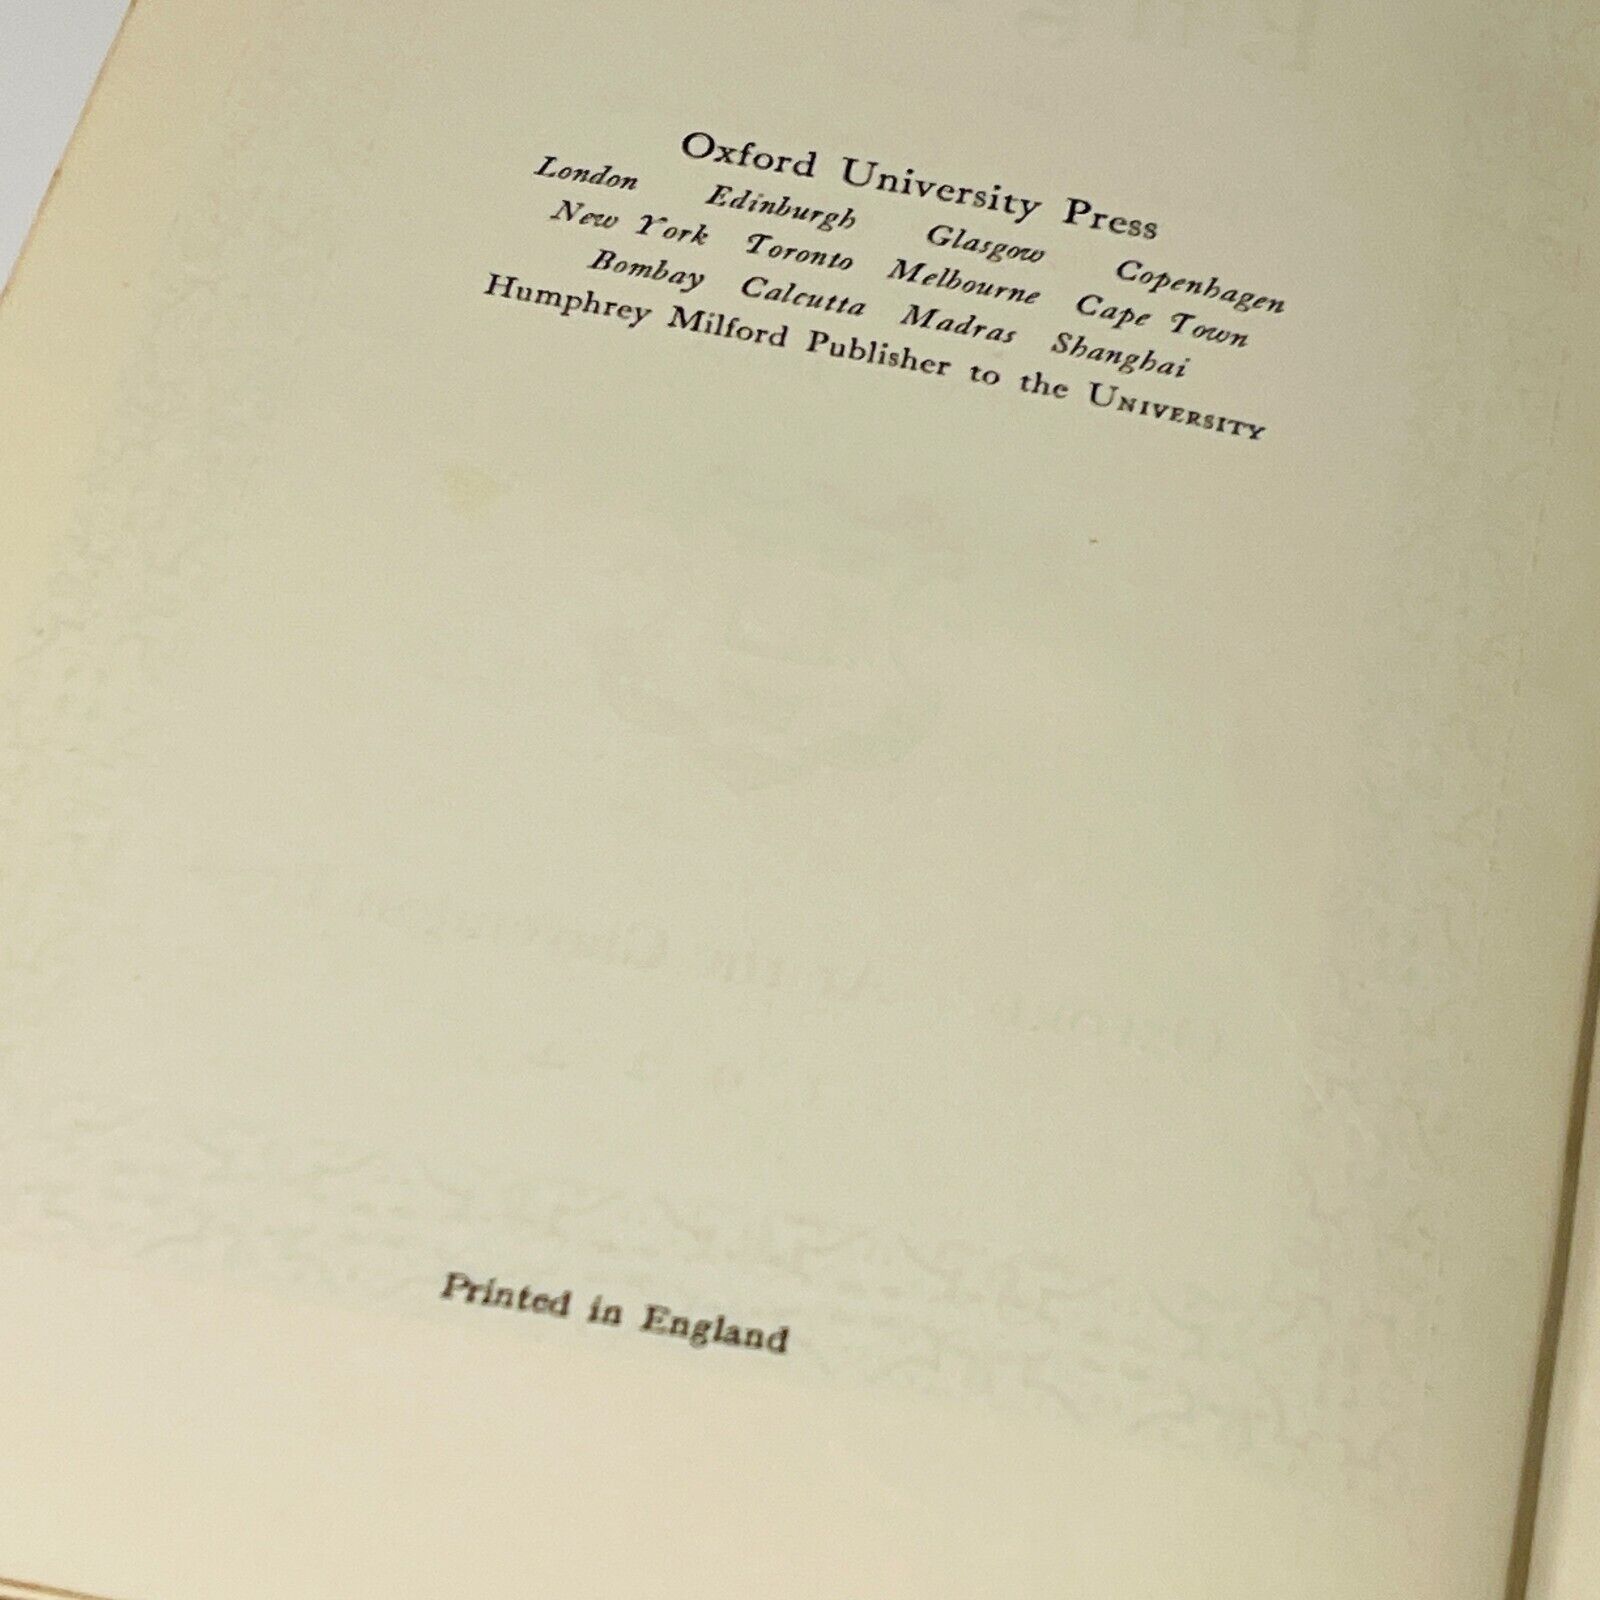 Oxford University Press
London Edinburgh Glasgow Copenhagen
New York Toronto Melbourne Cape Town
Bombay Calcutta Madras Shanghai
Humphrey Milford Publisher to the UNIVERSITY
Printed in England